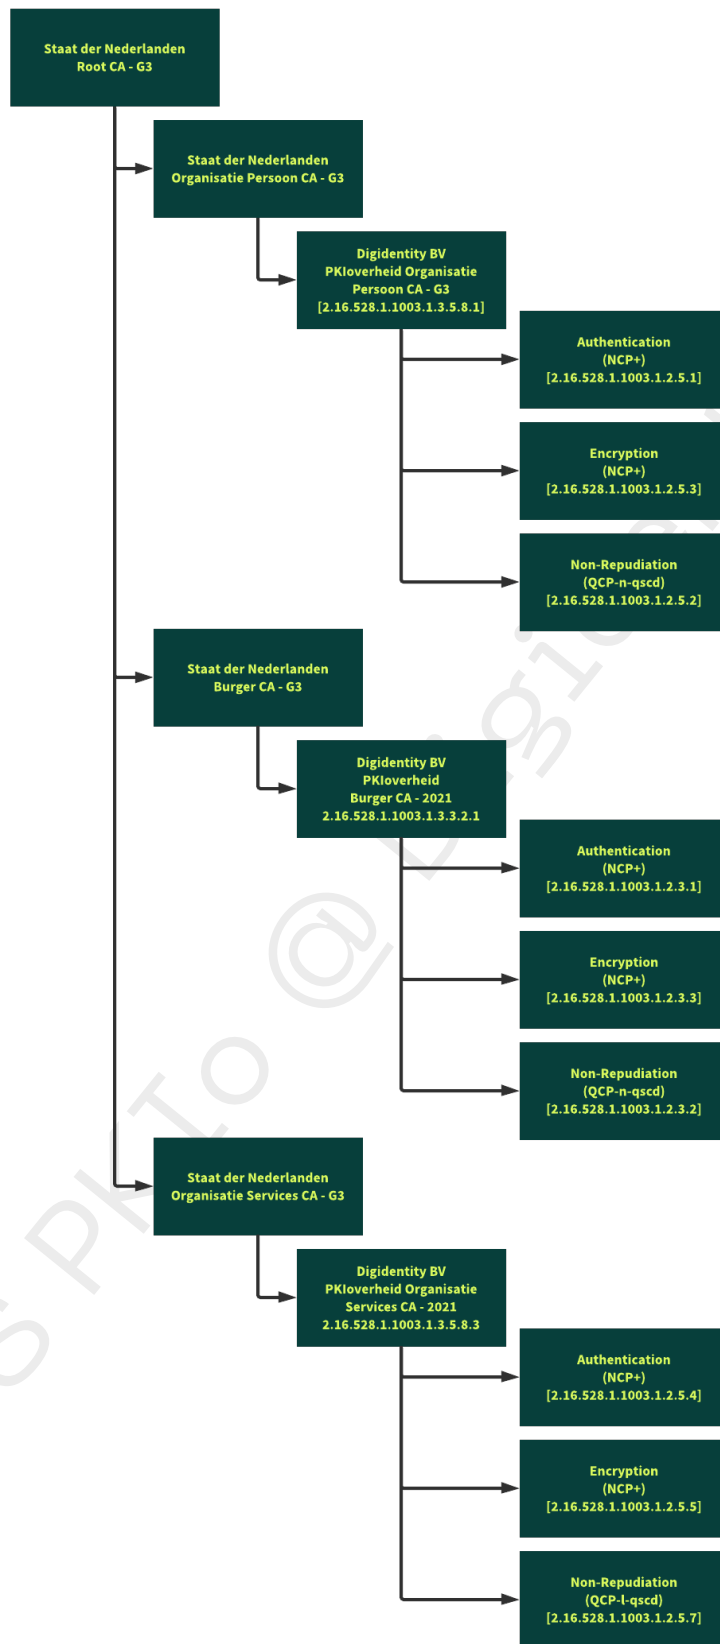 Staat der Nederlanden
Root CA - G3
Staat der Nederlanden
Organisatie Persoon CA - G3
Digidentity BV
PKIoverheid Organisatie
Persoon CA - G3
[2.16.528.1.1003.1.3.5.8.1]
Authentication
(NCP+)
[2.16.528.1.1003.1.2.5.1]
Encryption
(NCP+)
[2.16.528.1.1003.1.2.5.3]
Non-Repudiation
(QCP-n-qscd)
[2.16.528.1.1003.1.2.5.2]
Staat der Nederlanden
Burger CA - G3
Digidentity BV
PKIoverheid
Burger CA - 2021
2.16.528.1.1003.1.3.3.2.1
Authentication
(NCP+)
[2.16.528.1.1003.1.2.3.1]
Encryption
(NCP+)
[2.16.528.1.1003.1.2.3.3]
Non-Repudiation
(QCP-n-qscd)
[2.16.528.1.1003.1.2.3.2]
Staat der Nederlanden
Organisatie Services CA - G3
Digidentity BV
PKIoverheid Organisatie
Services CA - 2021
2.16.528.1.1003.1.3.5.8.3
Authentication
(NCP+)
[2.16.528.1.1003.1.2.5.4]
Encryption
(NCP+)
[2.16.528.1.1003.1.2.5.5]
Non-Repudiation
(QCP-l-qscd)
[2.16.528.1.1003.1.2.5.7]
PKIo @